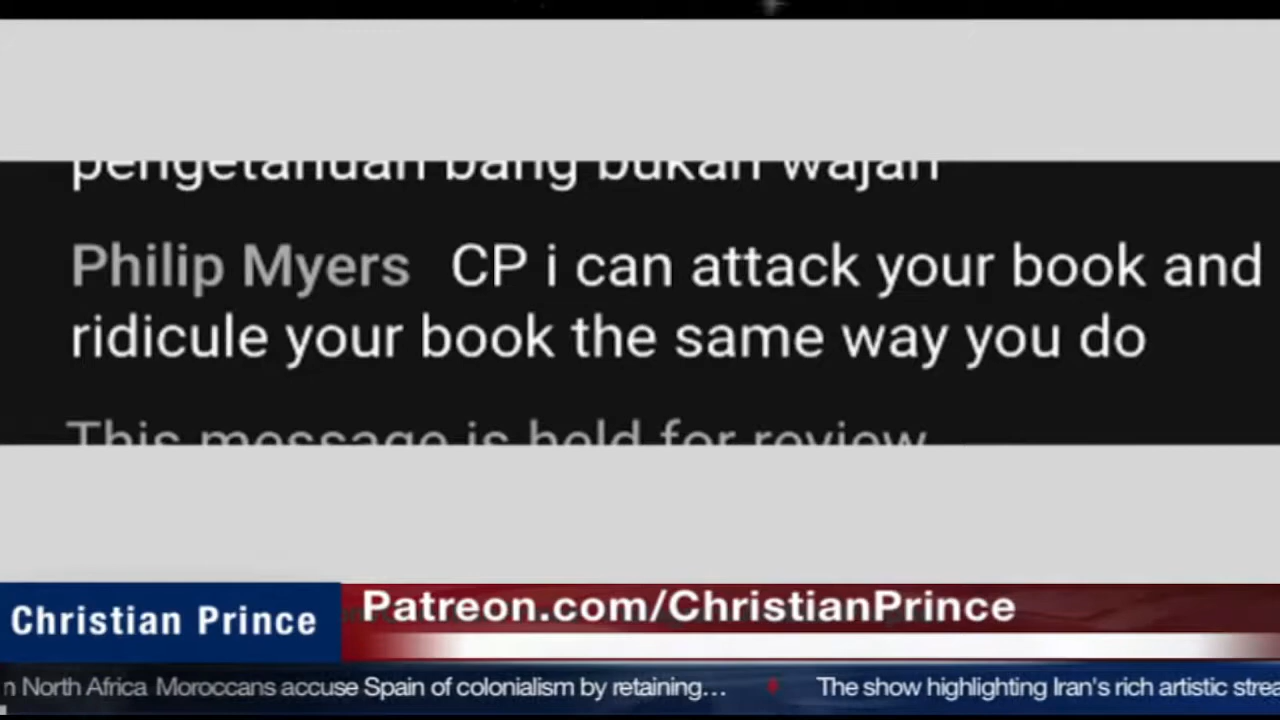 pengetahuan bang bukan wajah
Philip Myers CP i can attack your book and
ridicule your book the same way you do
This message is held for review
Christian Prince
Patreon.com/ChristianPrince
n North Africa Moroccans accuse Spain of colonialism by retaining... The show highlighting Iran's rich artistic strea